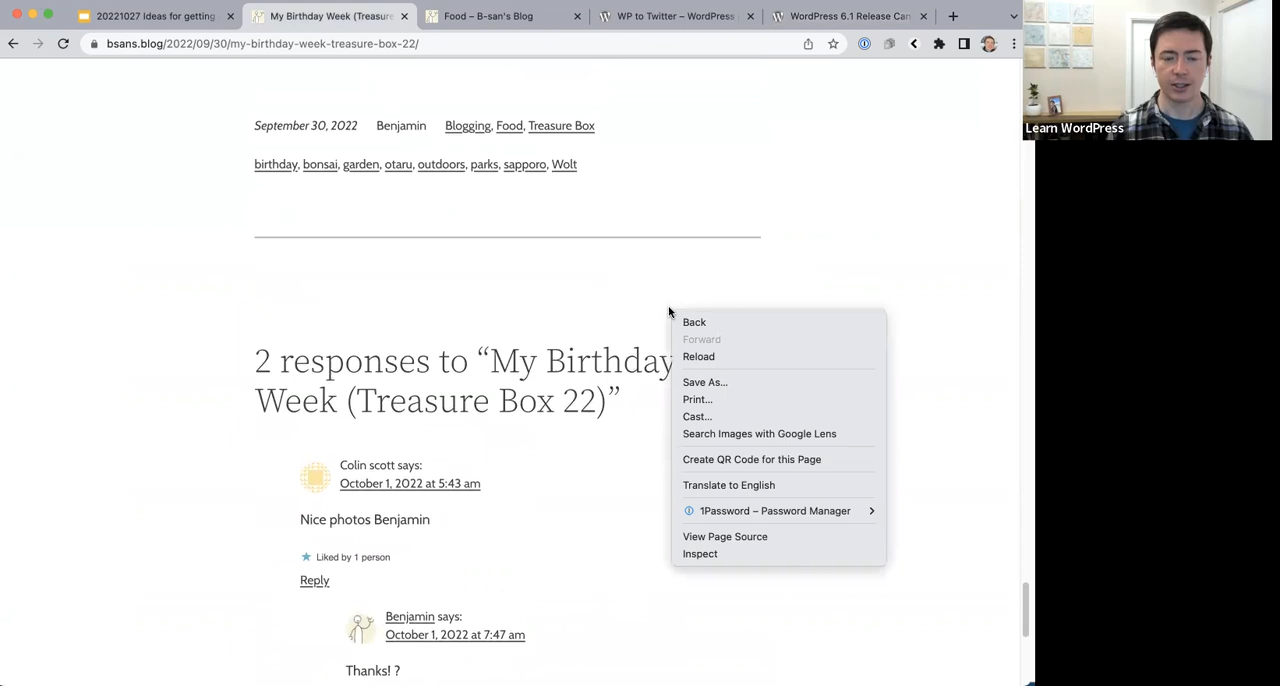 20221027 Ideas for getting
My Birthday Week (Treasure
Food – B-san's Blog
WP to Twitter – WordPress
WordPress 6.1 Release Can
bsans.blog/2022/09/30/my-birthday-week-treasure-box-22/
Learn WordPress
September 30, 2022 Benjamin Blogging, Food, Treasure Box
birthday, bonsai, garden, otaru, outdoors, parks, sapporo, Wolt
2 responses to “My Birthday
Week (Treasure Box 22)”
Colin scott says:
October 1, 2022 at 5:43 am
Nice photos Benjamin
Liked by 1 person
Reply
Benjamin says:
October 1, 2022 at 7:47 am
Thanks! ?
Back
Forward
Reload
Save As...
Print...
Cast...
Search Images with Google Lens
Create QR Code for this Page
Translate to English
1Password – Password Manager
View Page Source
Inspect